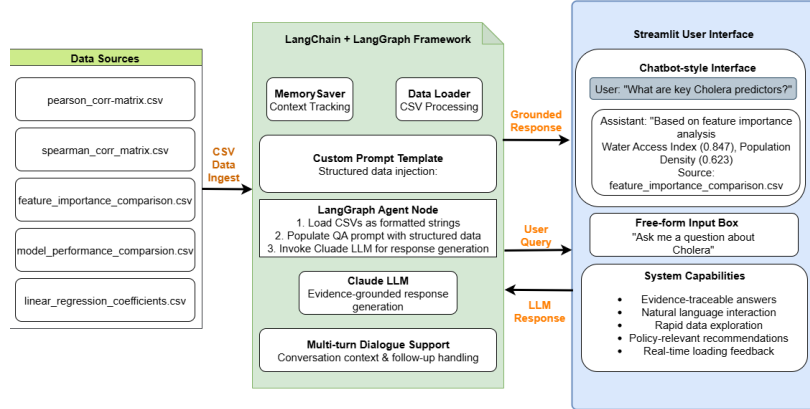 Data Sources
pearson_corr-matrix.csv
spearman_corr_matrix.csv
feature_importance_comparison.csv
model_performance_comparsion.csv
linear_regression_coefficients.csv
CSV
Data
Ingest
LangChain + LangGraph Framework
MemorySaver
Context Tracking
Data Loader
CSV Processing
Custom Prompt Template
Structured data injection:
LangGraph Agent Node
1. Load CSVs as formatted strings
2. Populate QA prompt with structured data
3. Invoke Cluade LLM for response generation
Claude LLM
Evidence-grounded response
generation
Multi-turn Dialogue Support
Conversation context & follow-up handling
Grounded
Response
User
Query
LLM
Response
Streamlit User Interface
Chatbot-style Interface
User: "What are key Cholera predictors?"
Assistant: "Based on feature importance
analysis
Water Access Index (0.847), Population
Density (0.623)
Source:
feature_importance_comparison.csv
Free-form Input Box
"Ask me a question about
Cholera"
System Capabilities
• Evidence-traceable answers
• Natural language interaction
• Rapid data exploration
• Policy-relevant recommendations
• Real-time loading feedback